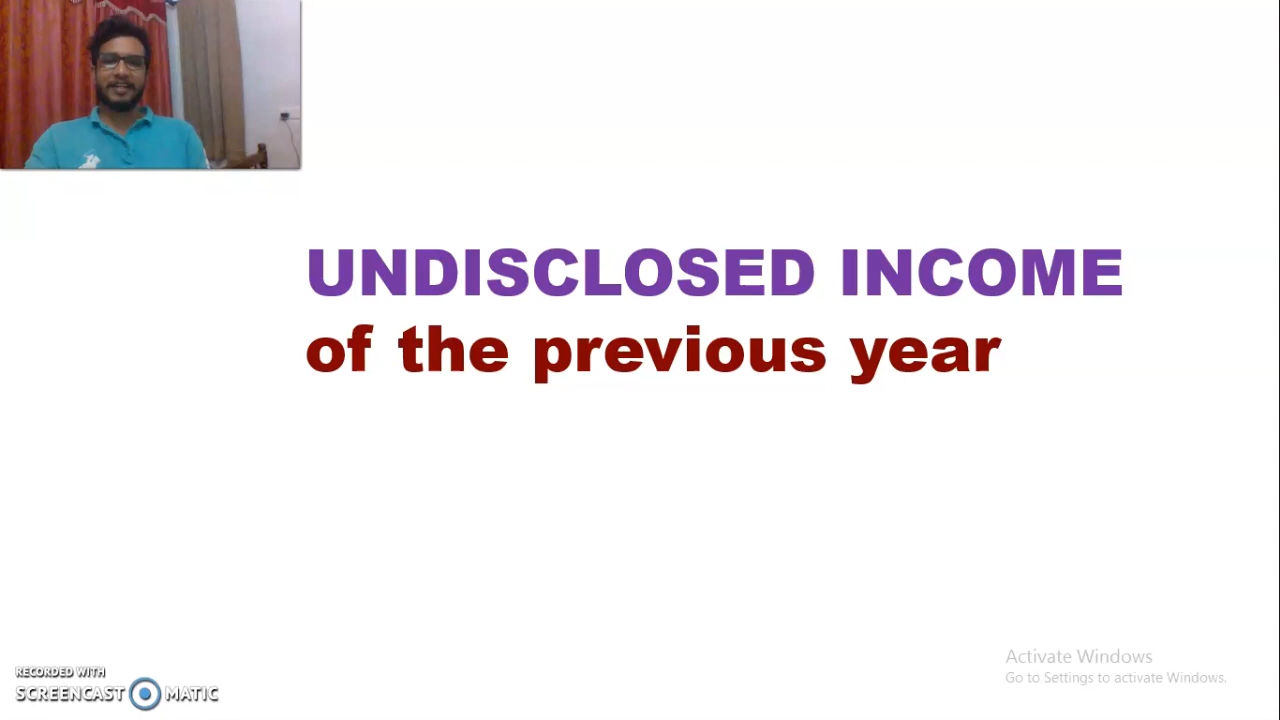 UNDISCLOSED INCOME
of the previous year
Activate Windows
Go to Settings to activate Windows.
RECORDED WITH
SCREENCAST MATIC